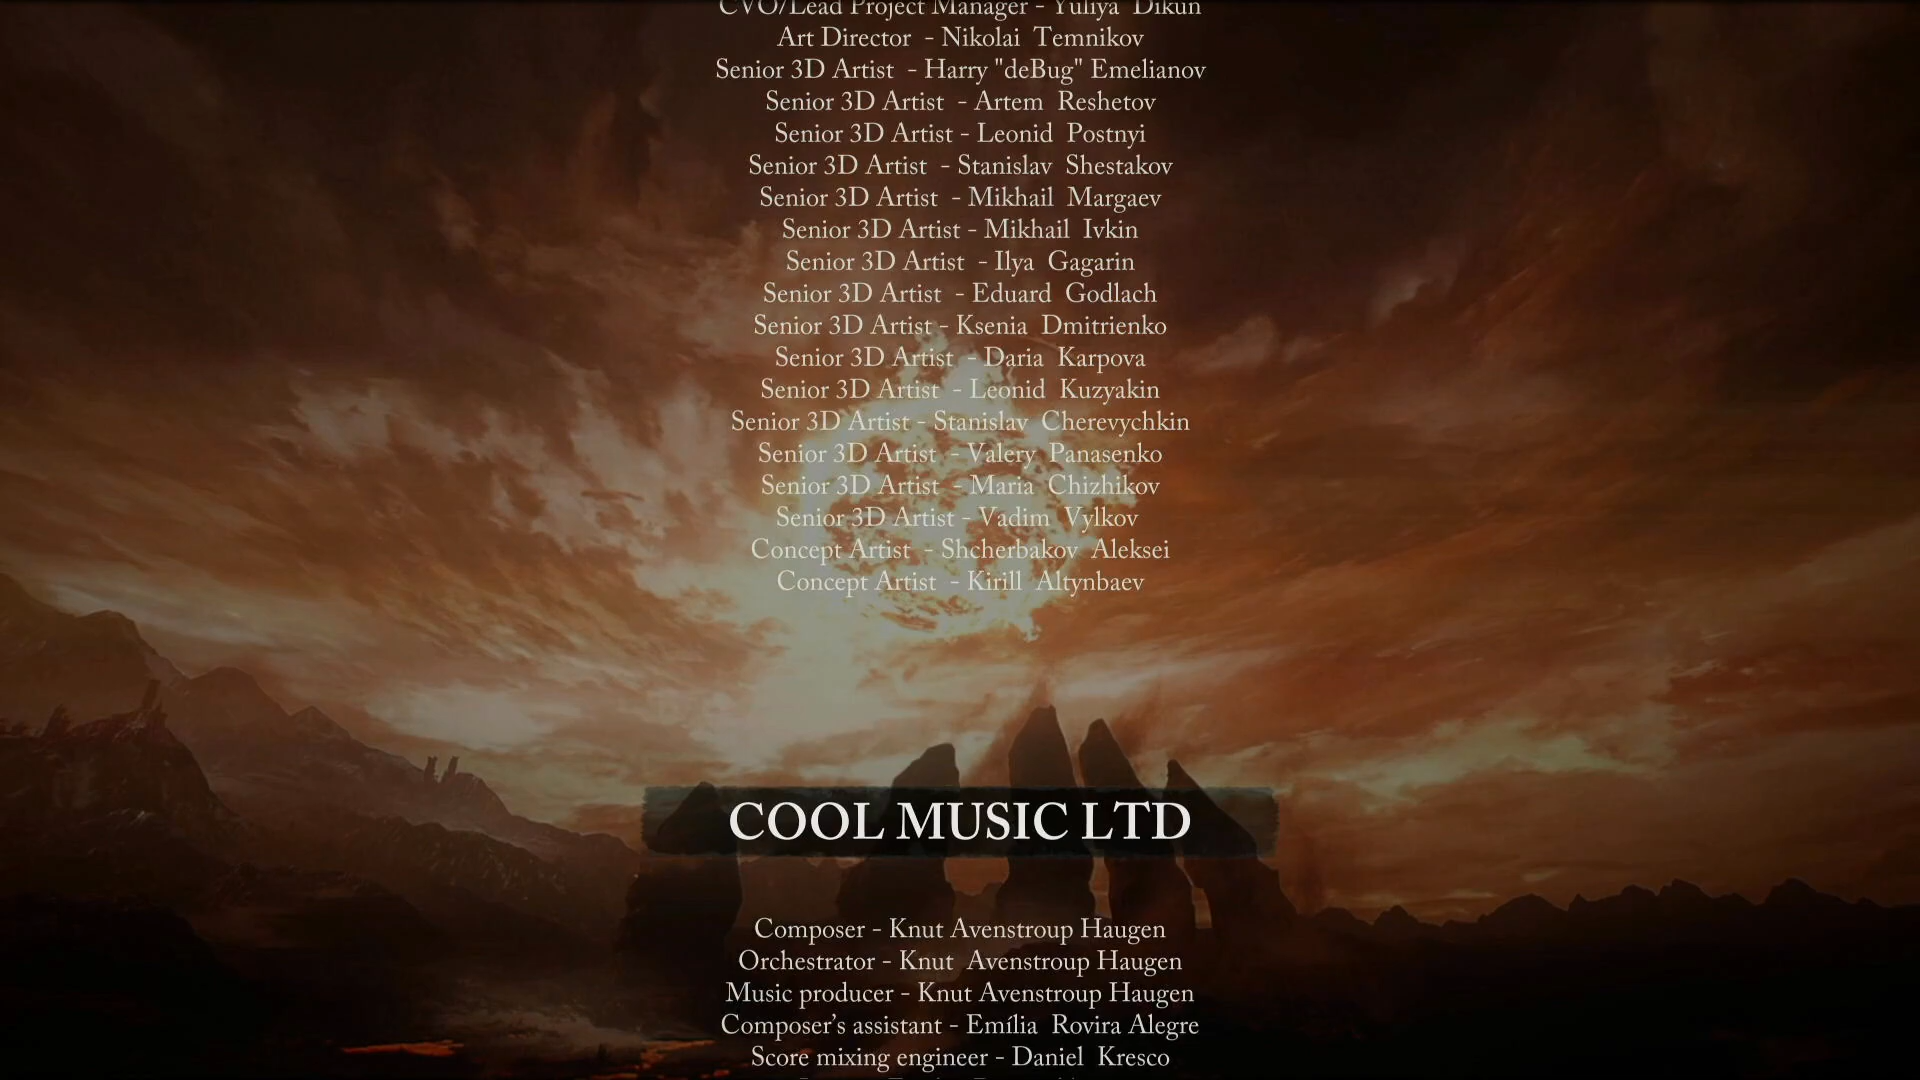 CVO/Lead Project Manager - Yuliya Dikun
Art Director - Nikolai Temnikov
Senior 3D Artist - Harry "deBug" Emelianov
Senior 3D Artist - Artem Reshetov
Senior 3D Artist - Leonid Postnyi
Senior 3D Artist - Stanislav Shestakov
Senior 3D Artist - Mikhail Margaev
Senior 3D Artist - Mikhail Ivkin
Senior 3D Artist - Ilya Gagarin
Senior 3D Artist - Eduard Godlach
Senior 3D Artist - Ksenia Dmitrienko
Senior 3D Artist - Daria Karpova
Senior 3D Artist - Leonid Kuzyakin
Senior 3D Artist - Stanislav Cherevychkin
Senior 3D Artist - Valery Panasenko
Senior 3D Artist - Maria Chizhikov
Senior 3D Artist - Vadim Vylkov
Concept Artist - Shcherbakov Aleksei
Concept Artist - Kirill Altynbaev
COOL MUSIC LTD
Composer - Knut Avenstroup Haugen
Orchestrator - Knut Avenstroup Haugen
Music producer - Knut Avenstroup Haugen
Composer’s assistant - Emília Rovira Alegre
Score mixing engineer - Daniel Kresco